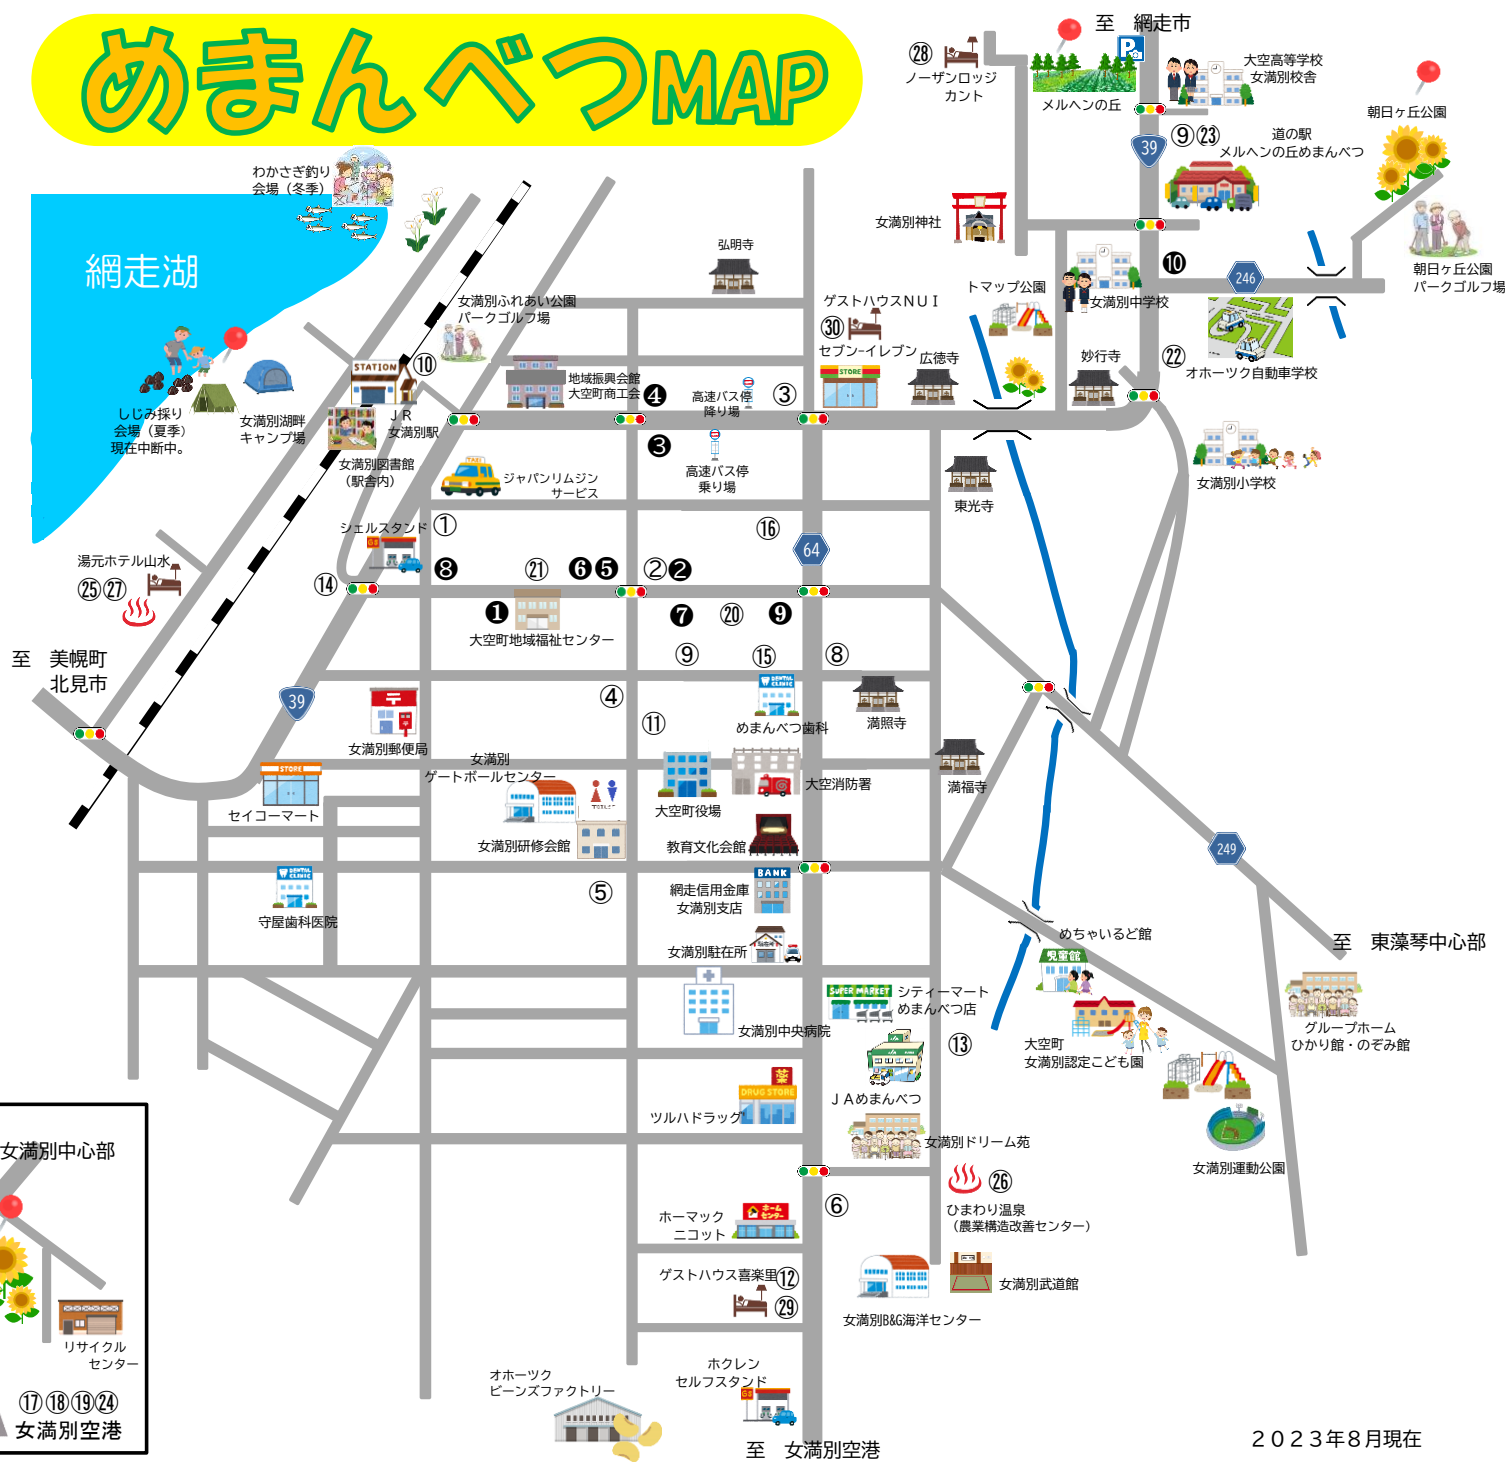 めまんべつMAP
至 網走市
㉘
ノーザンロッジ
カント
メルヘンの丘
P
大空高等学校
女満別校舎
39
⑨㉓
道の駅
メルヘンの丘めまんべつ
朝日ヶ丘公園
わかさぎ釣り
会場（冬季）
網走湖
女満別神社
弘明寺
❿
246
朝日ヶ丘公園
パークゴルフ場
女満別ふれあい公園
パークゴルフ場
ゲストハウスＮＵＩ
㉚
セブン-イレブン
STORE
トマップ公園
女満別中学校
広徳寺
妙行寺
㉒
オホーツク自動車学校
STATION
⑩
ＪＲ
女満別駅
地域振興会館
大空町商工会
❹
高速バス停
降り場
③
しじみ採り
会場（夏季）
現在中断中。
女満別湖畔
キャンプ場
女満別図書館
（駅舎内）
❸
高速バス停
乗り場
TAXI
ジャパンリムジン
サービス
東光寺
女満別小学校
シェルスタンド
GS
①
⑯
64
湯元ホテル山水
㉕㉗
⑭
❽
㉑
❻❺
②❷
❶
大空町地域福祉センター
❼
⑳
❾
至 美幌町
北見市
39
⑨
⑮
⑧
④
DENTAL CLINIC
めまんべつ歯科
満照寺
〒
女満別郵便局
⑪
女満別
ゲートボールセンター
STORE
セイコーマート
TOILET
大空町役場
大空消防署
満福寺
女満別研修会館
教育文化会館
249
DENTAL CLINIC
守屋歯科医院
⑤
BANK
網走信用金庫
女満別支店
女満別駐在所
めちゃいるど館
児童館
至 東藻琴中心部
女満別中央病院
SUPER MARKET
シティーマート
めまんべつ店
⑬
ＪＡめまんべつ
大空町
女満別認定こども園
グループホーム
ひかり館・のぞみ館
薬
DRUG STORE
ツルハドラッグ
女満別ドリーム苑
女満別運動公園
㉖
ひまわり温泉
（農業構造改善センター）
⑥
ホーマック
ニコット
ホームセンター
女満別中心部
リサイクル
センター
⑰⑱⑲㉔
女満別空港
ゲストハウス喜楽里⑫
㉙
女満別武道館
女満別B&G海洋センター
オホーツク
ビーンズファクトリー
ホクレン
セルフスタンド
GS
至 女満別空港
２０２３年８月現在